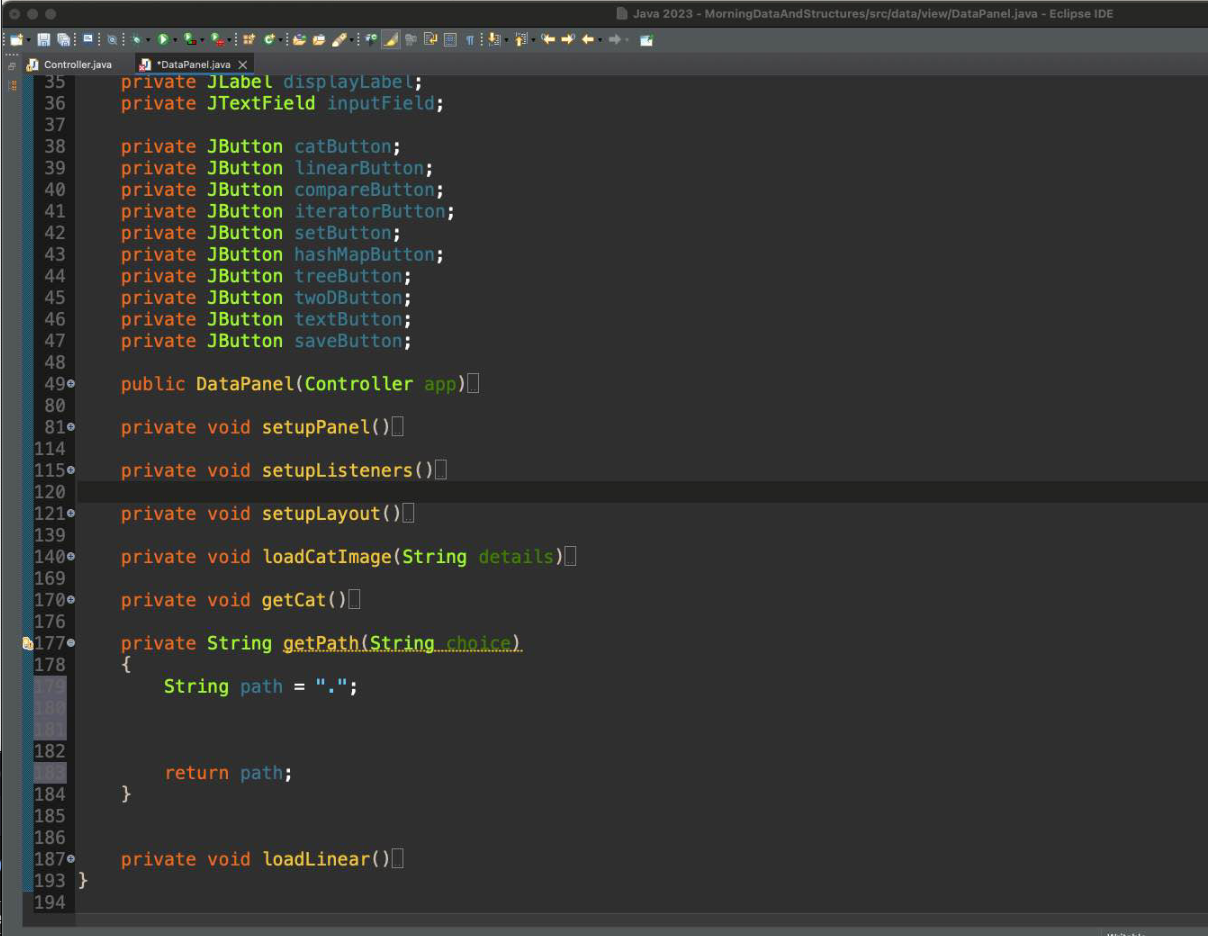 Java 2023 - MorningDataAndStructures/src/data/view/DataPanel.java - Eclipse IDE
Controller.java
*DataPanel.java
35 private JLabel displayLabel;
36 private JTextField inputField;
37
38 private JButton catButton;
39 private JButton linearButton;
40 private JButton compareButton;
41 private JButton iteratorButton;
42 private JButton setButton;
43 private JButton hashMapButton;
44 private JButton treeButton;
45 private JButton twoDButton;
46 private JButton textButton;
47 private JButton saveButton;
48
49 public DataPanel(Controller app)
80
81 private void setupPanel()
114
115 private void setupListeners()
120
121 private void setupLayout()
139
140 private void loadCatImage(String details)
169
170 private void getCat()
176
177 private String getPath(String choice)
178 {
179 String path = ".";
180
181
182
183 return path;
184 }
185
186
187 private void loadLinear()
193 }
194